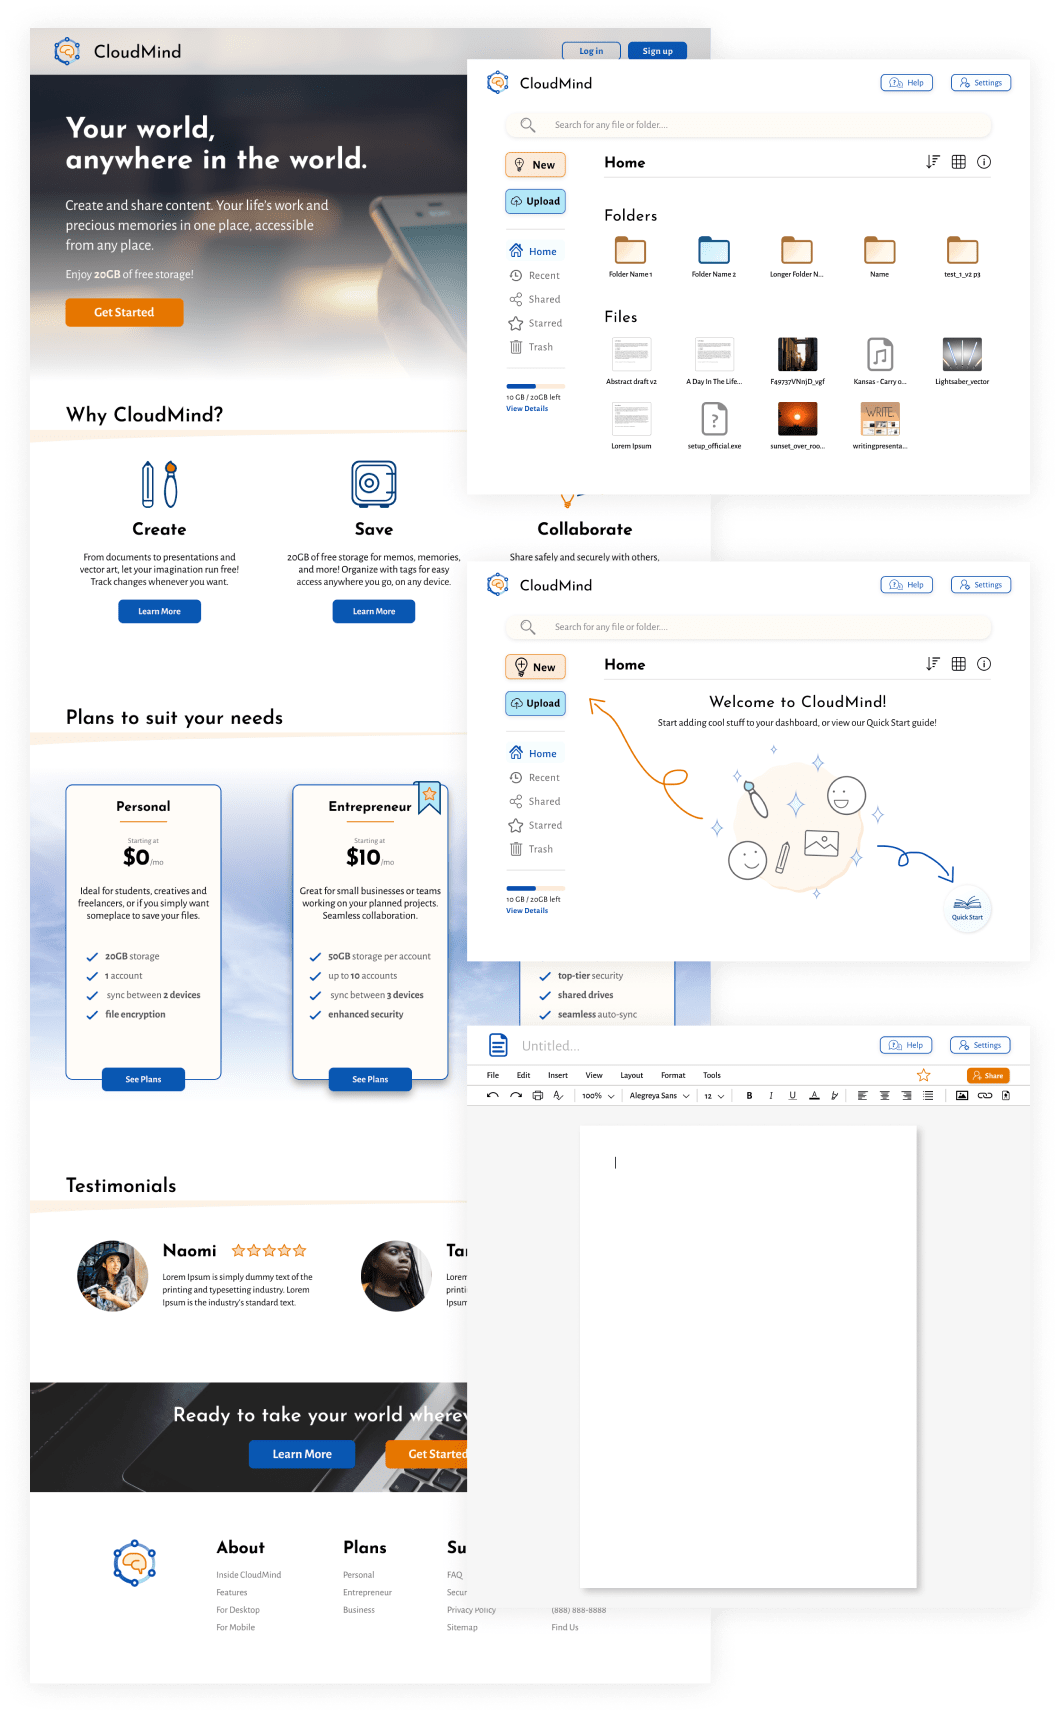 CloudMind
Log in
Sign up
Your world,
anywhere in the world.
Create and share content. Your life's work and
precious memories in one place, accessible
from any place.
Enjoy 20GB of free storage!
Get Started
Why CloudMind?
Create
Save
Collaborate
From documents to presentations and
vector art, let your imagination run free!
Track changes whenever you want.
20GB of free storage for memos, memories,
and more! Organize with tags for easy
access anywhere you go, on any device.
Share safely and securely with others,
Learn More
Learn More
Plans to suit your needs
Personal
Starting at
$0/mo
Ideal for students, creatives and
freelancers, or if you simply want
someplace to save your files.
20GB storage
1 account
sync between 2 devices
file encryption
See Plans
Entrepreneur
Starting at
$10/mo
Great for small businesses or teams
working on your planned projects.
Seamless collaboration.
50GB storage per account
up to 10 accounts
sync between 3 devices
enhanced security
See Plans
top-tier security
shared drives
seamless auto-sync
Testimonials
Naomi
Lorem Ipsum is simply dummy text of the
printing and typesetting industry. Lorem
Ipsum is the industry's standard text.
Ta
Lorem
printi
Ipsum
Ready to take your world wherev
Learn More
Get Started
About
Inside CloudMind
Features
For Desktop
For Mobile
Plans
Personal
Entrepreneur
Business
Su
FAQ
Secur
Privacy Policy
Sitemap
(888) 888-8888
Find Us
CloudMind
Help
Settings
Search for any file or folder....
New
Upload
Home
Recent
Shared
Starred
Trash
10 GB / 20GB left
View Details
Home
Folders
Folder Name 1
Folder Name 2
Longer Folder N...
Name
test_1_v2 p3
Files
Abstract draft v2
A Day In The Life...
F49737VNnjD_vgf
Kansas - Carry o...
Lightsaber_vector
WRITE
Lorem Ipsum
setup_official.exe
sunset_over_roo...
writingpresenta...
CloudMind
Help
Settings
Search for any file or folder....
New
Upload
Home
Recent
Shared
Starred
Trash
10 GB / 20GB left
View Details
Home
Welcome to CloudMind!
Start adding cool stuff to your dashboard, or view our Quick Start guide!
Quick Start
Untitled...
Help
Settings
File Edit Insert View Layout Format Tools
Share
100% Alegreya Sans 12 B I U A